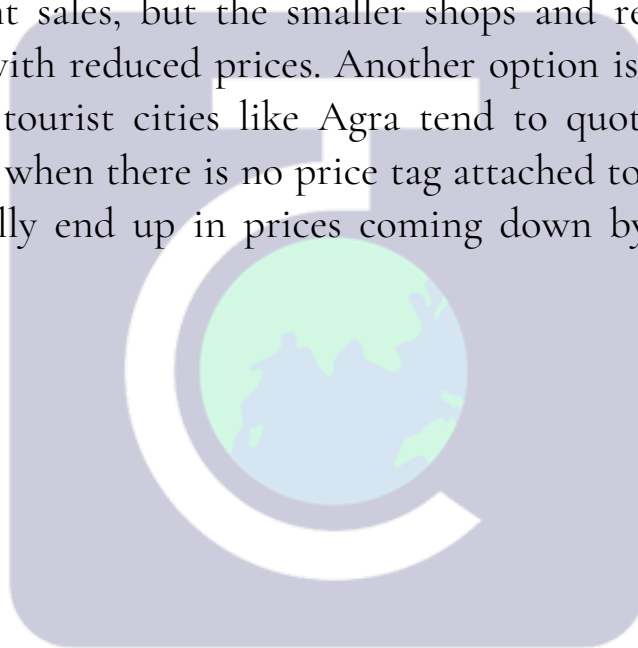 nt sales, but the smaller shops and re
with reduced prices. Another option is
tourist cities like Agra tend to quot
when there is no price tag attached to
lly end up in prices coming down by